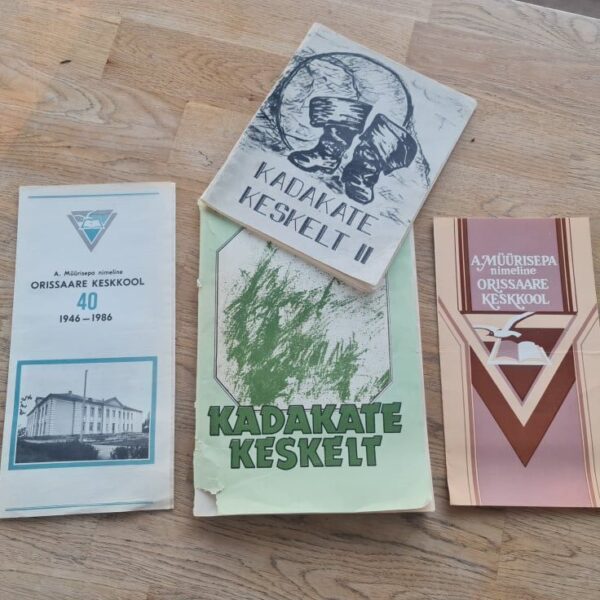 KADAKATE
KESKELT II
A. Müürisepa nimeline
ORISSAARE KESKKOOL
40
1946—1986
KADAKATE
KESKELT
A. MÜÜRISEPA
nimeline
ORISSAARE
KESKKOOL